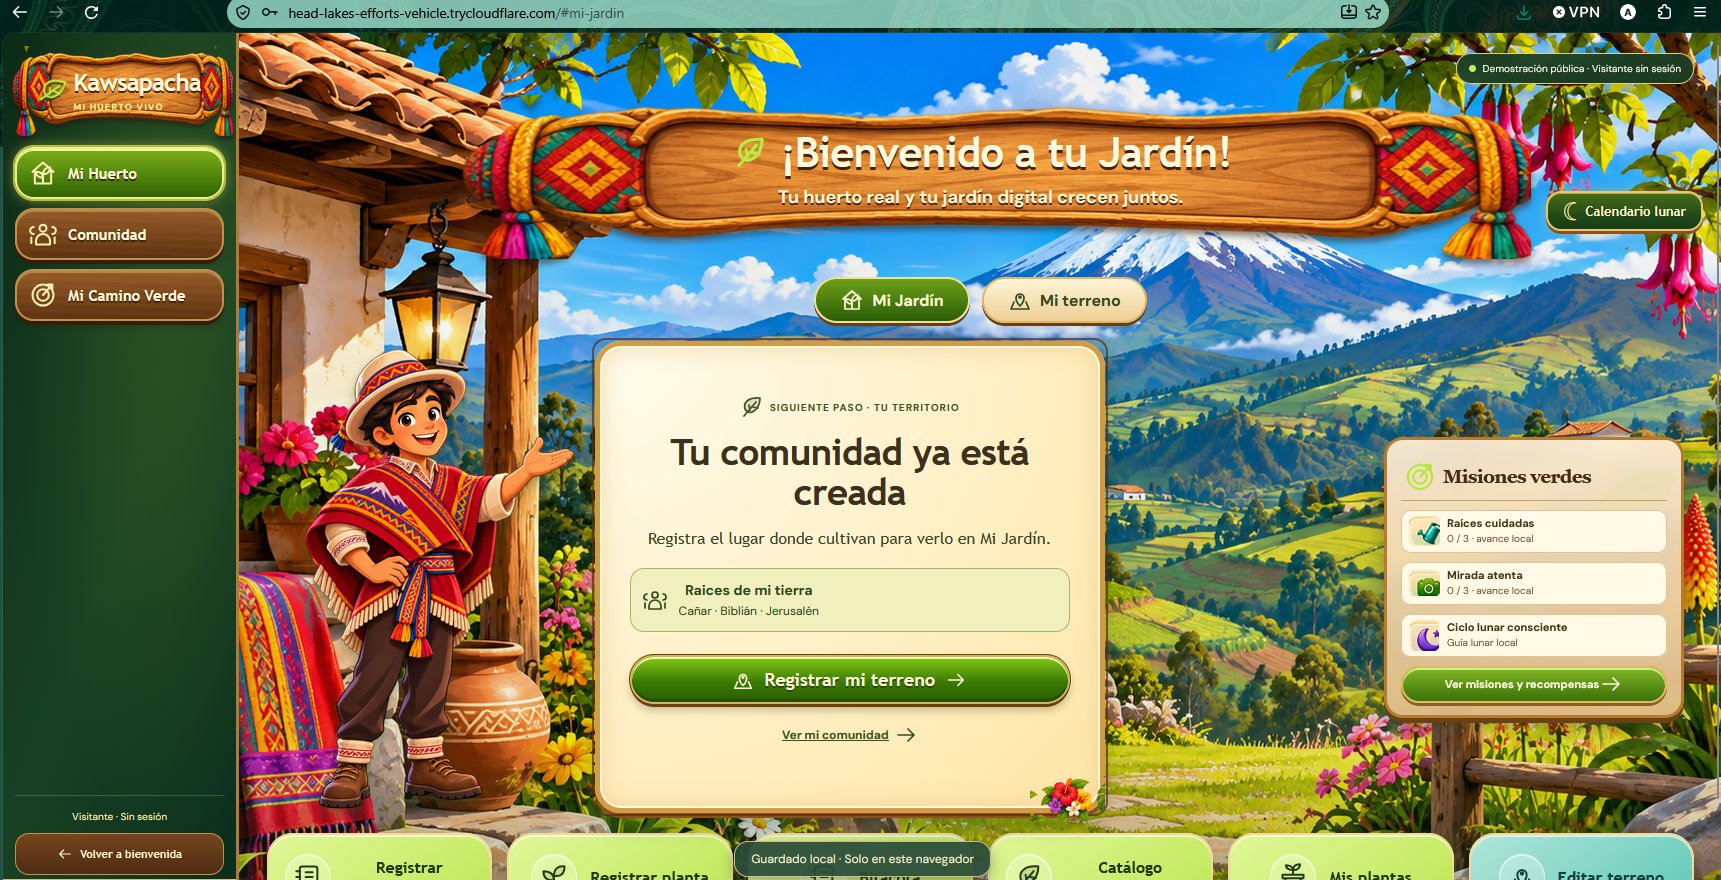 head-lakes-efforts-vehicle.trycloudflare.com/#mi-jardin
VPN
A
Kawsapacha
MI HUERTO VIVO
Mi Huerto
Comunidad
Mi Camino Verde
Visitante · Sin sesión
Volver a bienvenida
Demostración pública · Visitante sin sesión
¡Bienvenido a tu Jardín!
Tu huerto real y tu jardín digital crecen juntos.
Calendario lunar
Mi Jardín
Mi terreno
SIGUIENTE PASO · TU TERRITORIO
Tu comunidad ya está
creada
Registra el lugar donde cultivan para verlo en Mi Jardín.
Raices de mi tierra
Cañar · Biblián · Jerusalén
Registrar mi terreno
Ver mi comunidad
Misiones verdes
Raíces cuidadas
0 / 3 · avance local
Mirada atenta
0 / 3 · avance local
Ciclo lunar consciente
Guía lunar local
Ver misiones y recompensas
Registrar
Registrar planta
Guardado local · Solo en este navegador
Bitácora
Catálogo
Mis plantas
Editar terreno